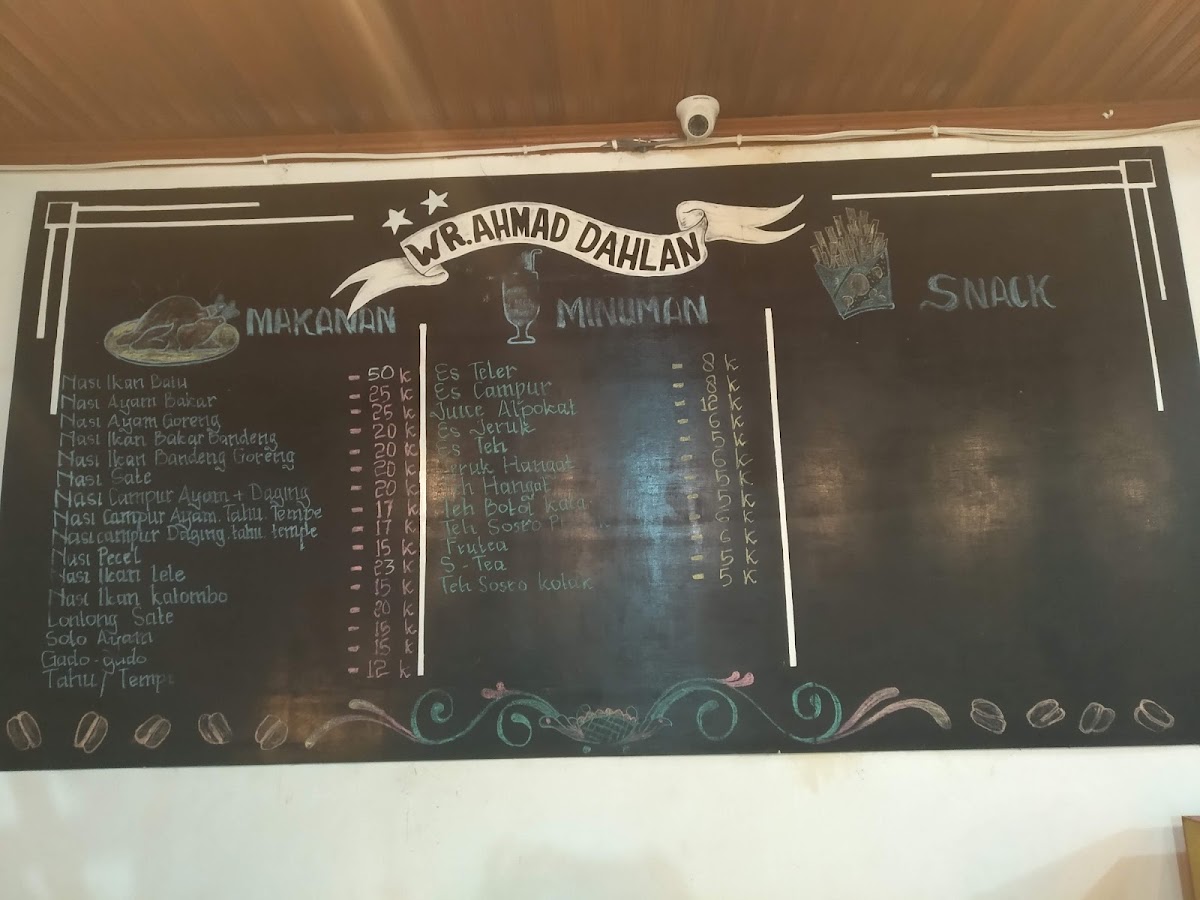 WR. AHMAD DAHLAN
MAKANAN
Nasi Ikan Batu - 50 K
Nasi Ayam Bakar - 25 K
Nasi Ayam Goreng - 25 K
Nasi Ikan Bakar Bandeng - 20 K
Nasi Ikan Bandeng Goreng - 20 K
Nasi Sate - 20 K
Nasi Campur Ayam + Daging - 20 K
Nasi Campur Ayam. Tahu. Tempe - 17 K
Nasi campur Daging. tahu. tempe - 17 K
Nasi Pecel - 15 K
Nasi Ikan Lele - 23 K
Nasi Ikan Katombo - 15 K
Lontong Sate - 20 K
Soto Ayam - 15 K
Gado-gado - 15 K
Tahu / Tempe - 12 K
MINUMAN
Es Teler - 8 K
Es Campur - 8 K
Juice Alpokat - 12 K
Es Jeruk - 6 K
Es Teh - 5 K
Jeruk Hangat - 6 K
Teh Hangat - 5 K
Teh Botol Kaca - 5 K
Teh Sosro - 6 K
Frutea - 6 K
S-Tea - 5 K
Teh Sosro Kotak - 5 K
SNACK